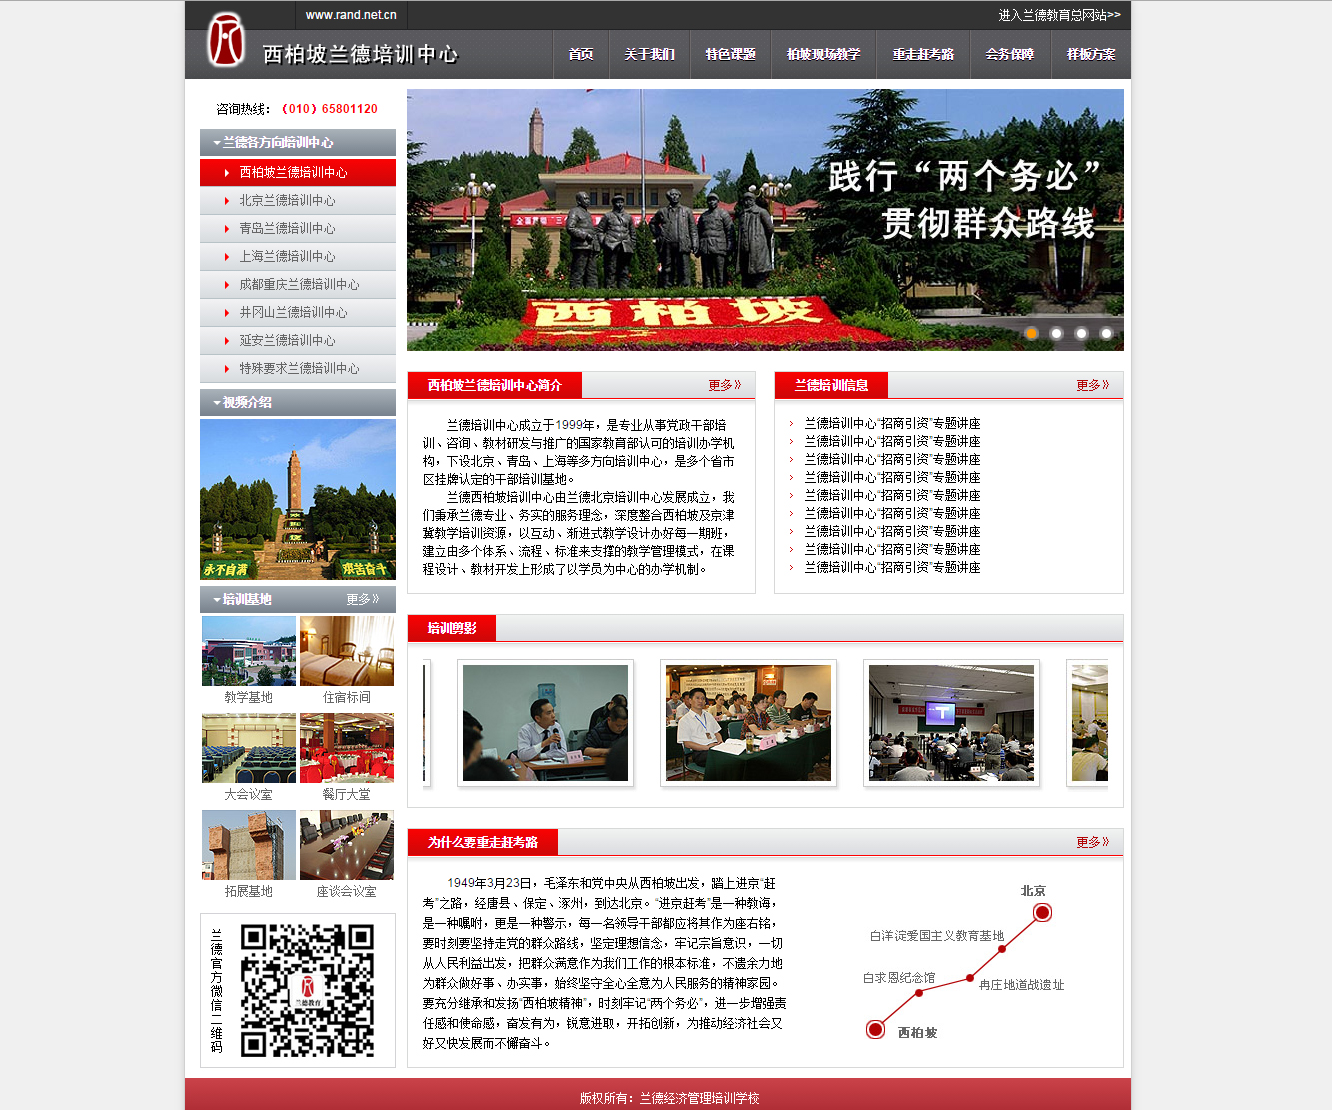 www.rand.net.cn
进入兰德教育总网站>>
西柏坡兰德培训中心
首页
关于我们
特色课题
柏坡现场教学
重走赶考路
会务保障
样板方案
咨询热线：（010）65801120
兰德各方向培训中心
西柏坡兰德培训中心
北京兰德培训中心
青岛兰德培训中心
上海兰德培训中心
成都重庆兰德培训中心
井冈山兰德培训中心
延安兰德培训中心
特殊要求兰德培训中心
践行“两个务必”
贯彻群众路线
西柏坡
视频介绍
永不自满
艰苦奋斗
培训基地 更多》
教学基地 住宿标间
大会议室 餐厅大堂
拓展基地 座谈会议室
兰德官方微信二维码
兰德教育
西柏坡兰德培训中心简介 更多》
兰德培训中心成立于1999年，是专业从事党政干部培
训、咨询、教材研发与推广的国家教育部认可的培训办学机
构，下设北京、青岛、上海等多方向培训中心，是多个省市
区挂牌认定的干部培训基地。
兰德西柏坡培训中心由兰德北京培训中心发展成立，我
们秉承兰德专业、务实的服务理念，深度整合西柏坡及京津
冀教学培训资源，以互动、渐进式教学设计办好每一期班，
建立由多个体系、流程、标准来支撑的教学管理模式，在课
程设计、教材开发上形成了以学员为中心的办学机制。
兰德培训信息 更多》
兰德培训中心“招商引资”专题讲座
兰德培训中心“招商引资”专题讲座
兰德培训中心“招商引资”专题讲座
兰德培训中心“招商引资”专题讲座
兰德培训中心“招商引资”专题讲座
兰德培训中心“招商引资”专题讲座
兰德培训中心“招商引资”专题讲座
兰德培训中心“招商引资”专题讲座
兰德培训中心“招商引资”专题讲座
培训剪影
为什么要重走赶考路 更多》
1949年3月23日，毛泽东和党中央从西柏坡出发，踏上进京“赶
考”之路，经唐县、保定、涿州，到达北京。“进京赶考”是一种教诲，
是一种嘱咐，更是一种警示，每一名领导干部都应将其作为座右铭，
要时刻要坚持走党的群众路线，坚定理想信念，牢记宗旨意识，一切
从人民利益出发，把群众满意作为我们工作的根本标准，不遗余力地
为群众做好事、办实事，始终坚守全心全意为人民服务的精神家园。
要充分继承和发扬“西柏坡精神”，时刻牢记“两个务必”，进一步增强责
任感和使命感，奋发有为，锐意进取，开拓创新，为推动经济社会又
好又快发展而不懈奋斗。
北京
白洋淀爱国主义教育基地
白求恩纪念馆
冉庄地道战遗址
西柏坡
版权所有：兰德经济管理培训学校